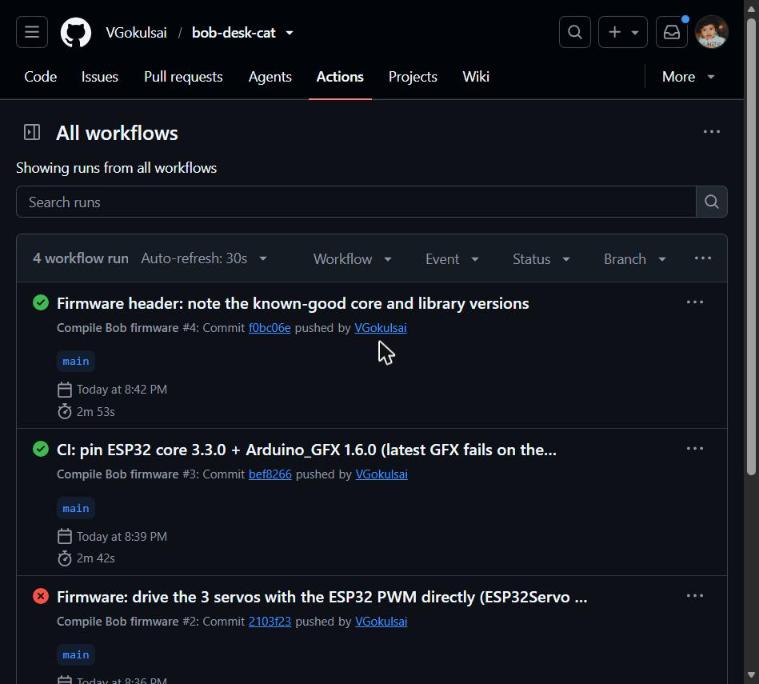 VGokulsai / bob-desk-cat
Code Issues Pull requests Agents Actions Projects Wiki More
All workflows
Showing runs from all workflows
Search runs
4 workflow run Auto-refresh: 30s Workflow Event Status Branch
Firmware header: note the known-good core and library versions
Compile Bob firmware #4: Commit f0bc06e pushed by VGokulsai
main
Today at 8:42 PM
2m 53s
CI: pin ESP32 core 3.3.0 + Arduino_GFX 1.6.0 (latest GFX fails on the...
Compile Bob firmware #3: Commit bef8266 pushed by VGokulsai
main
Today at 8:39 PM
2m 42s
Firmware: drive the 3 servos with the ESP32 PWM directly (ESP32Servo ...
Compile Bob firmware #2: Commit 2103f23 pushed by VGokulsai
main
Today at 8:36 PM